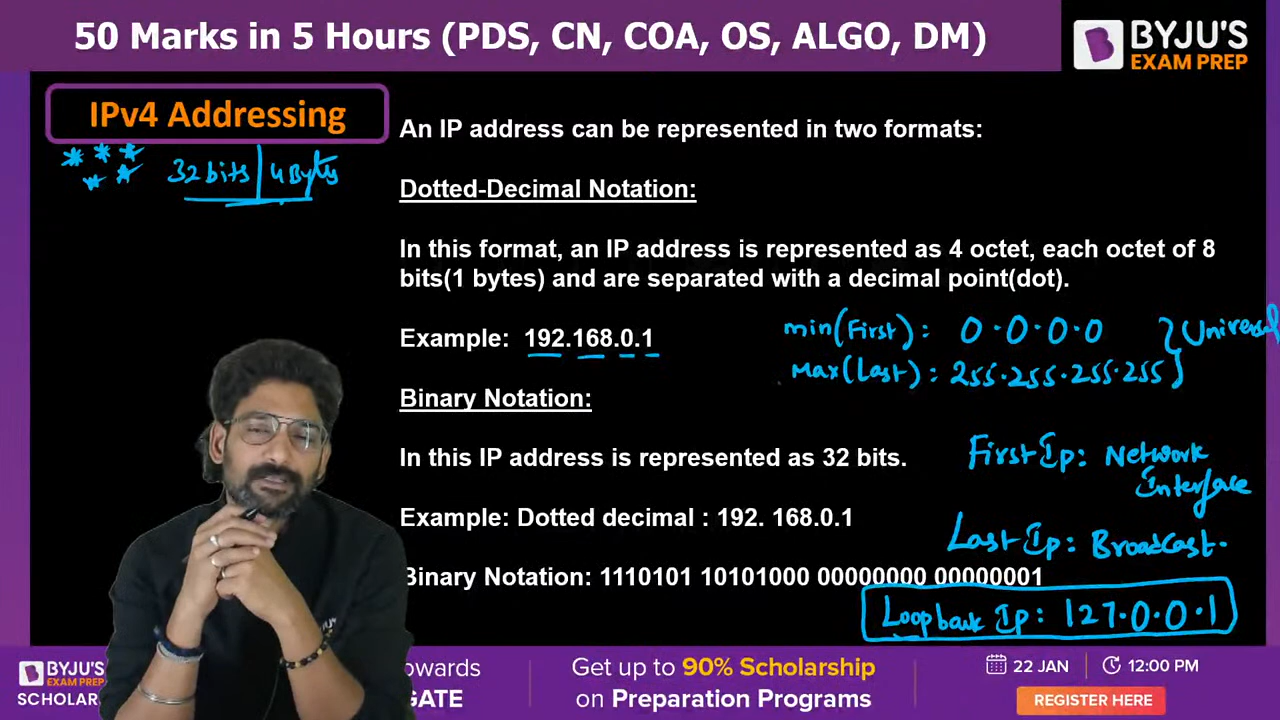 50 Marks in 5 Hours (PDS, CN, COA, OS, ALGO, DM)
BYJU'S
EXAM PREP
IPv4 Addressing
32 bits | 4 Bytes
An IP address can be represented in two formats:
Dotted-Decimal Notation:
In this format, an IP address is represented as 4 octet, each octet of 8
bits(1 bytes) and are separated with a decimal point(dot).
Example: 192.168.0.1
min(First): 0.0.0.0
Max(Last): 255.255.255.255
} Universal
Binary Notation:
In this IP address is represented as 32 bits.
First Ip: Network
Interface
Example: Dotted decimal : 192. 168.0.1
Last Ip: Broadcast.
Binary Notation: 1110101 10101000 00000000 00000001
Loopback Ip: 127.0.0.1
BYJU'S
EXAM PREP
SCHOLAR
owards
GATE
Get up to 90% Scholarship
on Preparation Programs
22 JAN
12:00 PM
REGISTER HERE